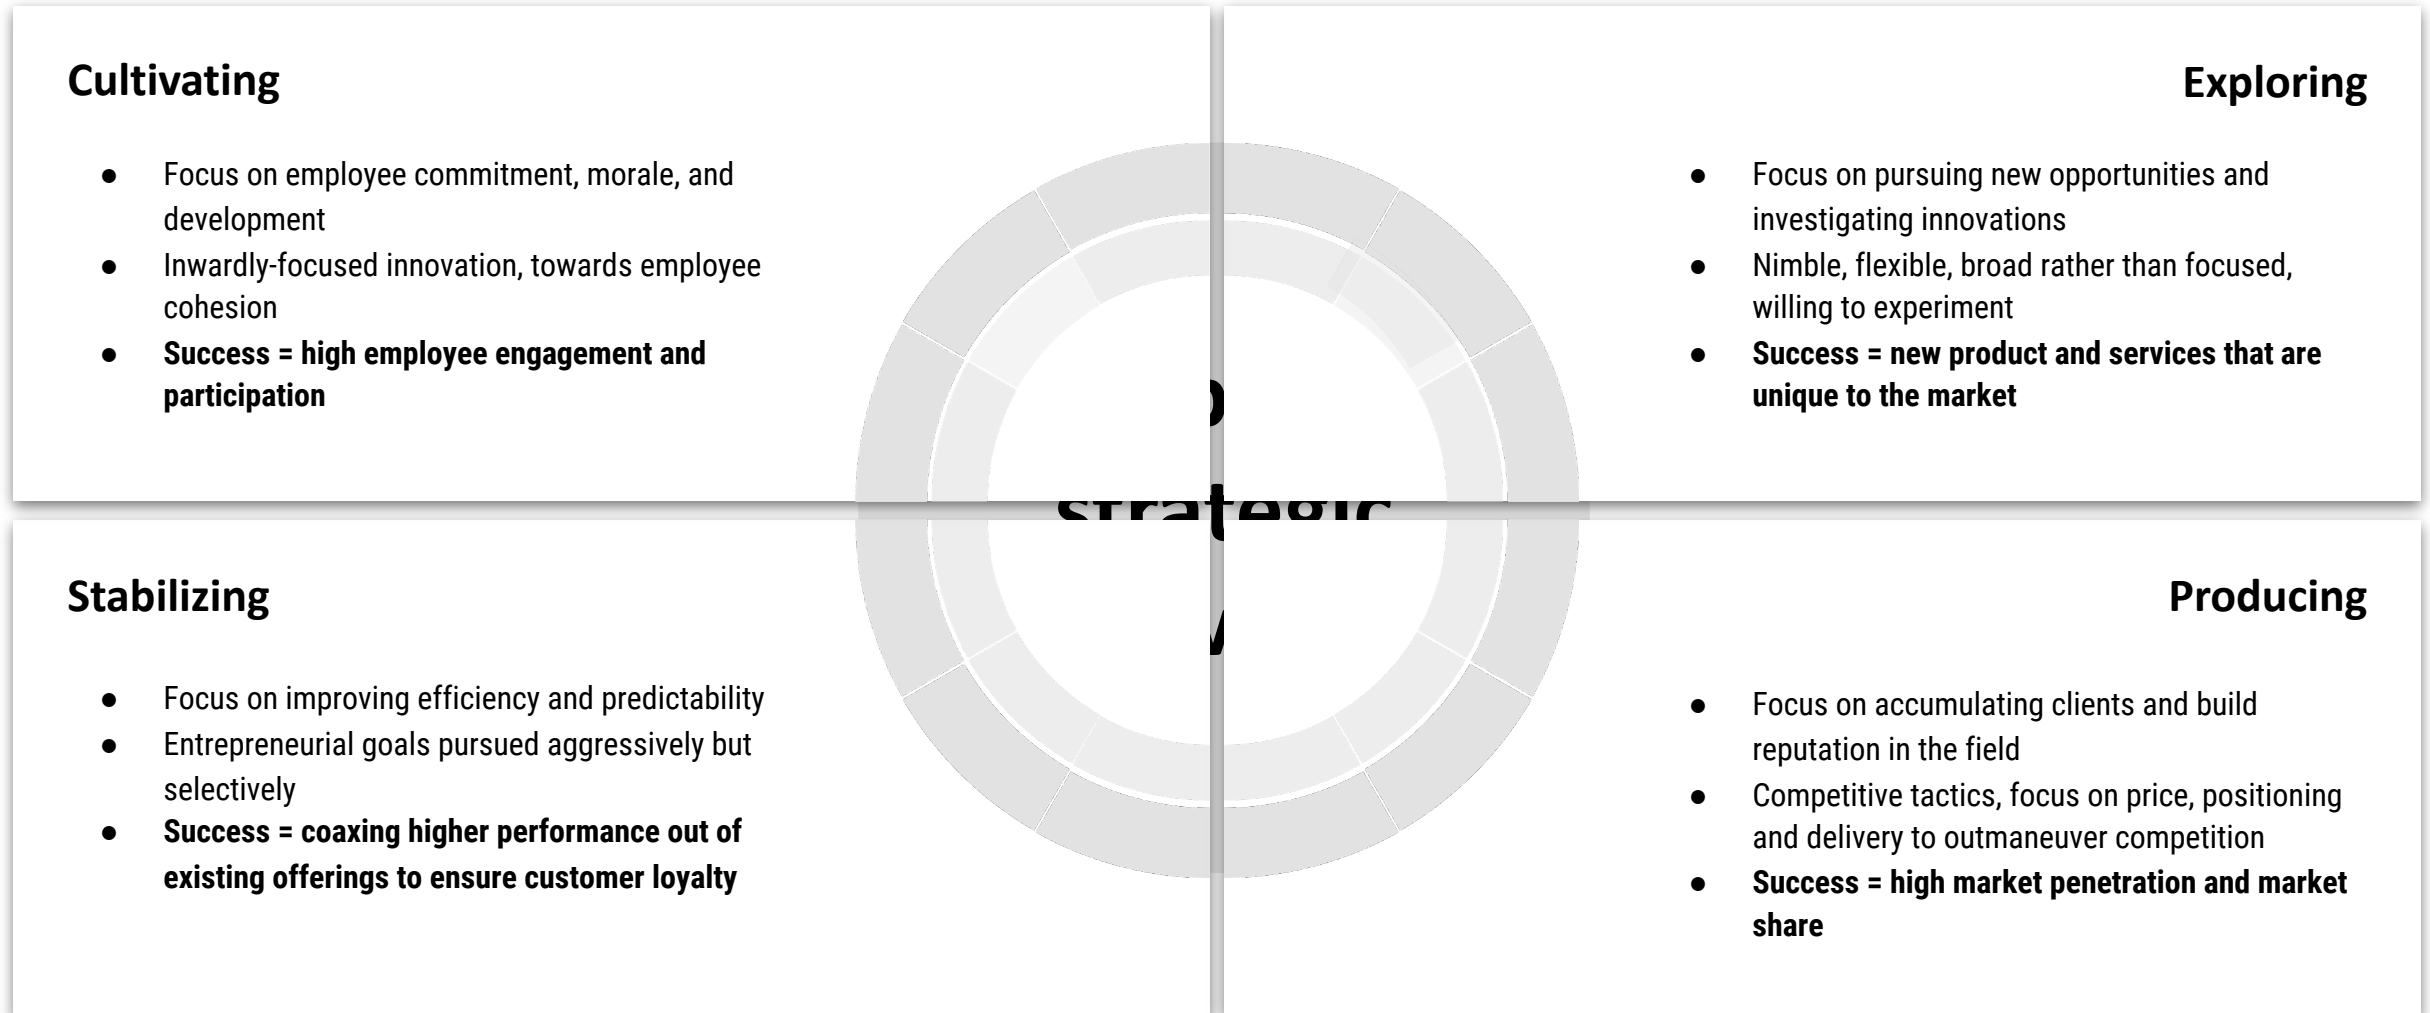 Cultivating
● Focus on employee commitment, morale, and
development
● Inwardly-focused innovation, towards employee
cohesion
● Success = high employee engagement and
participation
Exploring
● Focus on pursuing new opportunities and
investigating innovations
● Nimble, flexible, broad rather than focused,
willing to experiment
● Success = new product and services that are
unique to the market
strategic
Stabilizing
● Focus on improving efficiency and predictability
● Entrepreneurial goals pursued aggressively but
selectively
● Success = coaxing higher performance out of
existing offerings to ensure customer loyalty
Producing
● Focus on accumulating clients and build
reputation in the field
● Competitive tactics, focus on price, positioning
and delivery to outmaneuver competition
● Success = high market penetration and market
share